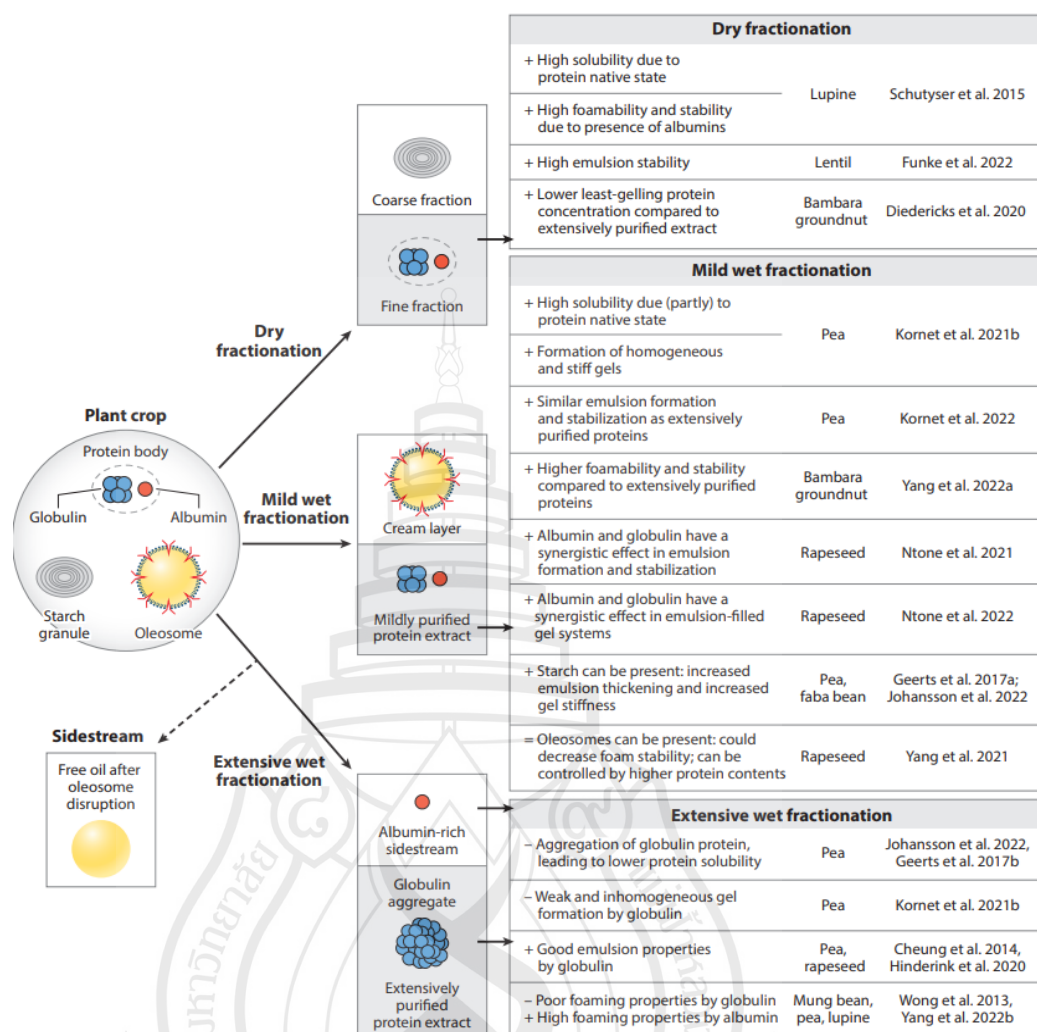 Plant crop
Protein body
Globulin
Albumin
Starch
granule
Oleosome
Dry
fractionation
Mild wet
fractionation
Extensive wet
fractionation
Sidestream
Free oil after
oleosome
disruption
Coarse fraction
Fine fraction
Cream layer
Mildly purified
protein extract
Albumin-rich
sidestream
Globulin
aggregate
Extensively
purified
protein extract
Dry fractionation
+ High solubility due to
protein native state
+ High foamability and stability
due to presence of albumins
Lupine
Schutyser et al. 2015
+ High emulsion stability
Lentil
Funke et al. 2022
+ Lower least-gelling protein
concentration compared to
extensively purified extract
Bambara
groundnut
Diedericks et al. 2020
Mild wet fractionation
+ High solubility due (partly) to
protein native state
+ Formation of homogeneous
and stiff gels
Pea
Kornet et al. 2021b
+ Similar emulsion formation
and stabilization as extensively
purified proteins
Pea
Kornet et al. 2022
+ Higher foamability and stability
compared to extensively purified
proteins
Bambara
groundnut
Yang et al. 2022a
+ Albumin and globulin have a
synergistic effect in emulsion
formation and stabilization
Rapeseed
Ntone et al. 2021
+ Albumin and globulin have a
synergistic effect in emulsion-filled
gel systems
Rapeseed
Ntone et al. 2022
+ Starch can be present: increased
emulsion thickening and increased
gel stiffness
Pea,
faba bean
Geerts et al. 2017a;
Johansson et al. 2022
= Oleosomes can be present: could
decrease foam stability; can be
controlled by higher protein contents
Rapeseed
Yang et al. 2021
Extensive wet fractionation
– Aggregation of globulin protein,
leading to lower protein solubility
Pea
Johansson et al. 2022,
Geerts et al. 2017b
– Weak and inhomogeneous gel
formation by globulin
Pea
Kornet et al. 2021b
+ Good emulsion properties
by globulin
Pea,
rapeseed
Cheung et al. 2014,
Hinderink et al. 2020
– Poor foaming properties by globulin
+ High foaming properties by albumin
Mung bean,
pea, lupine
Wong et al. 2013,
Yang et al. 2022b